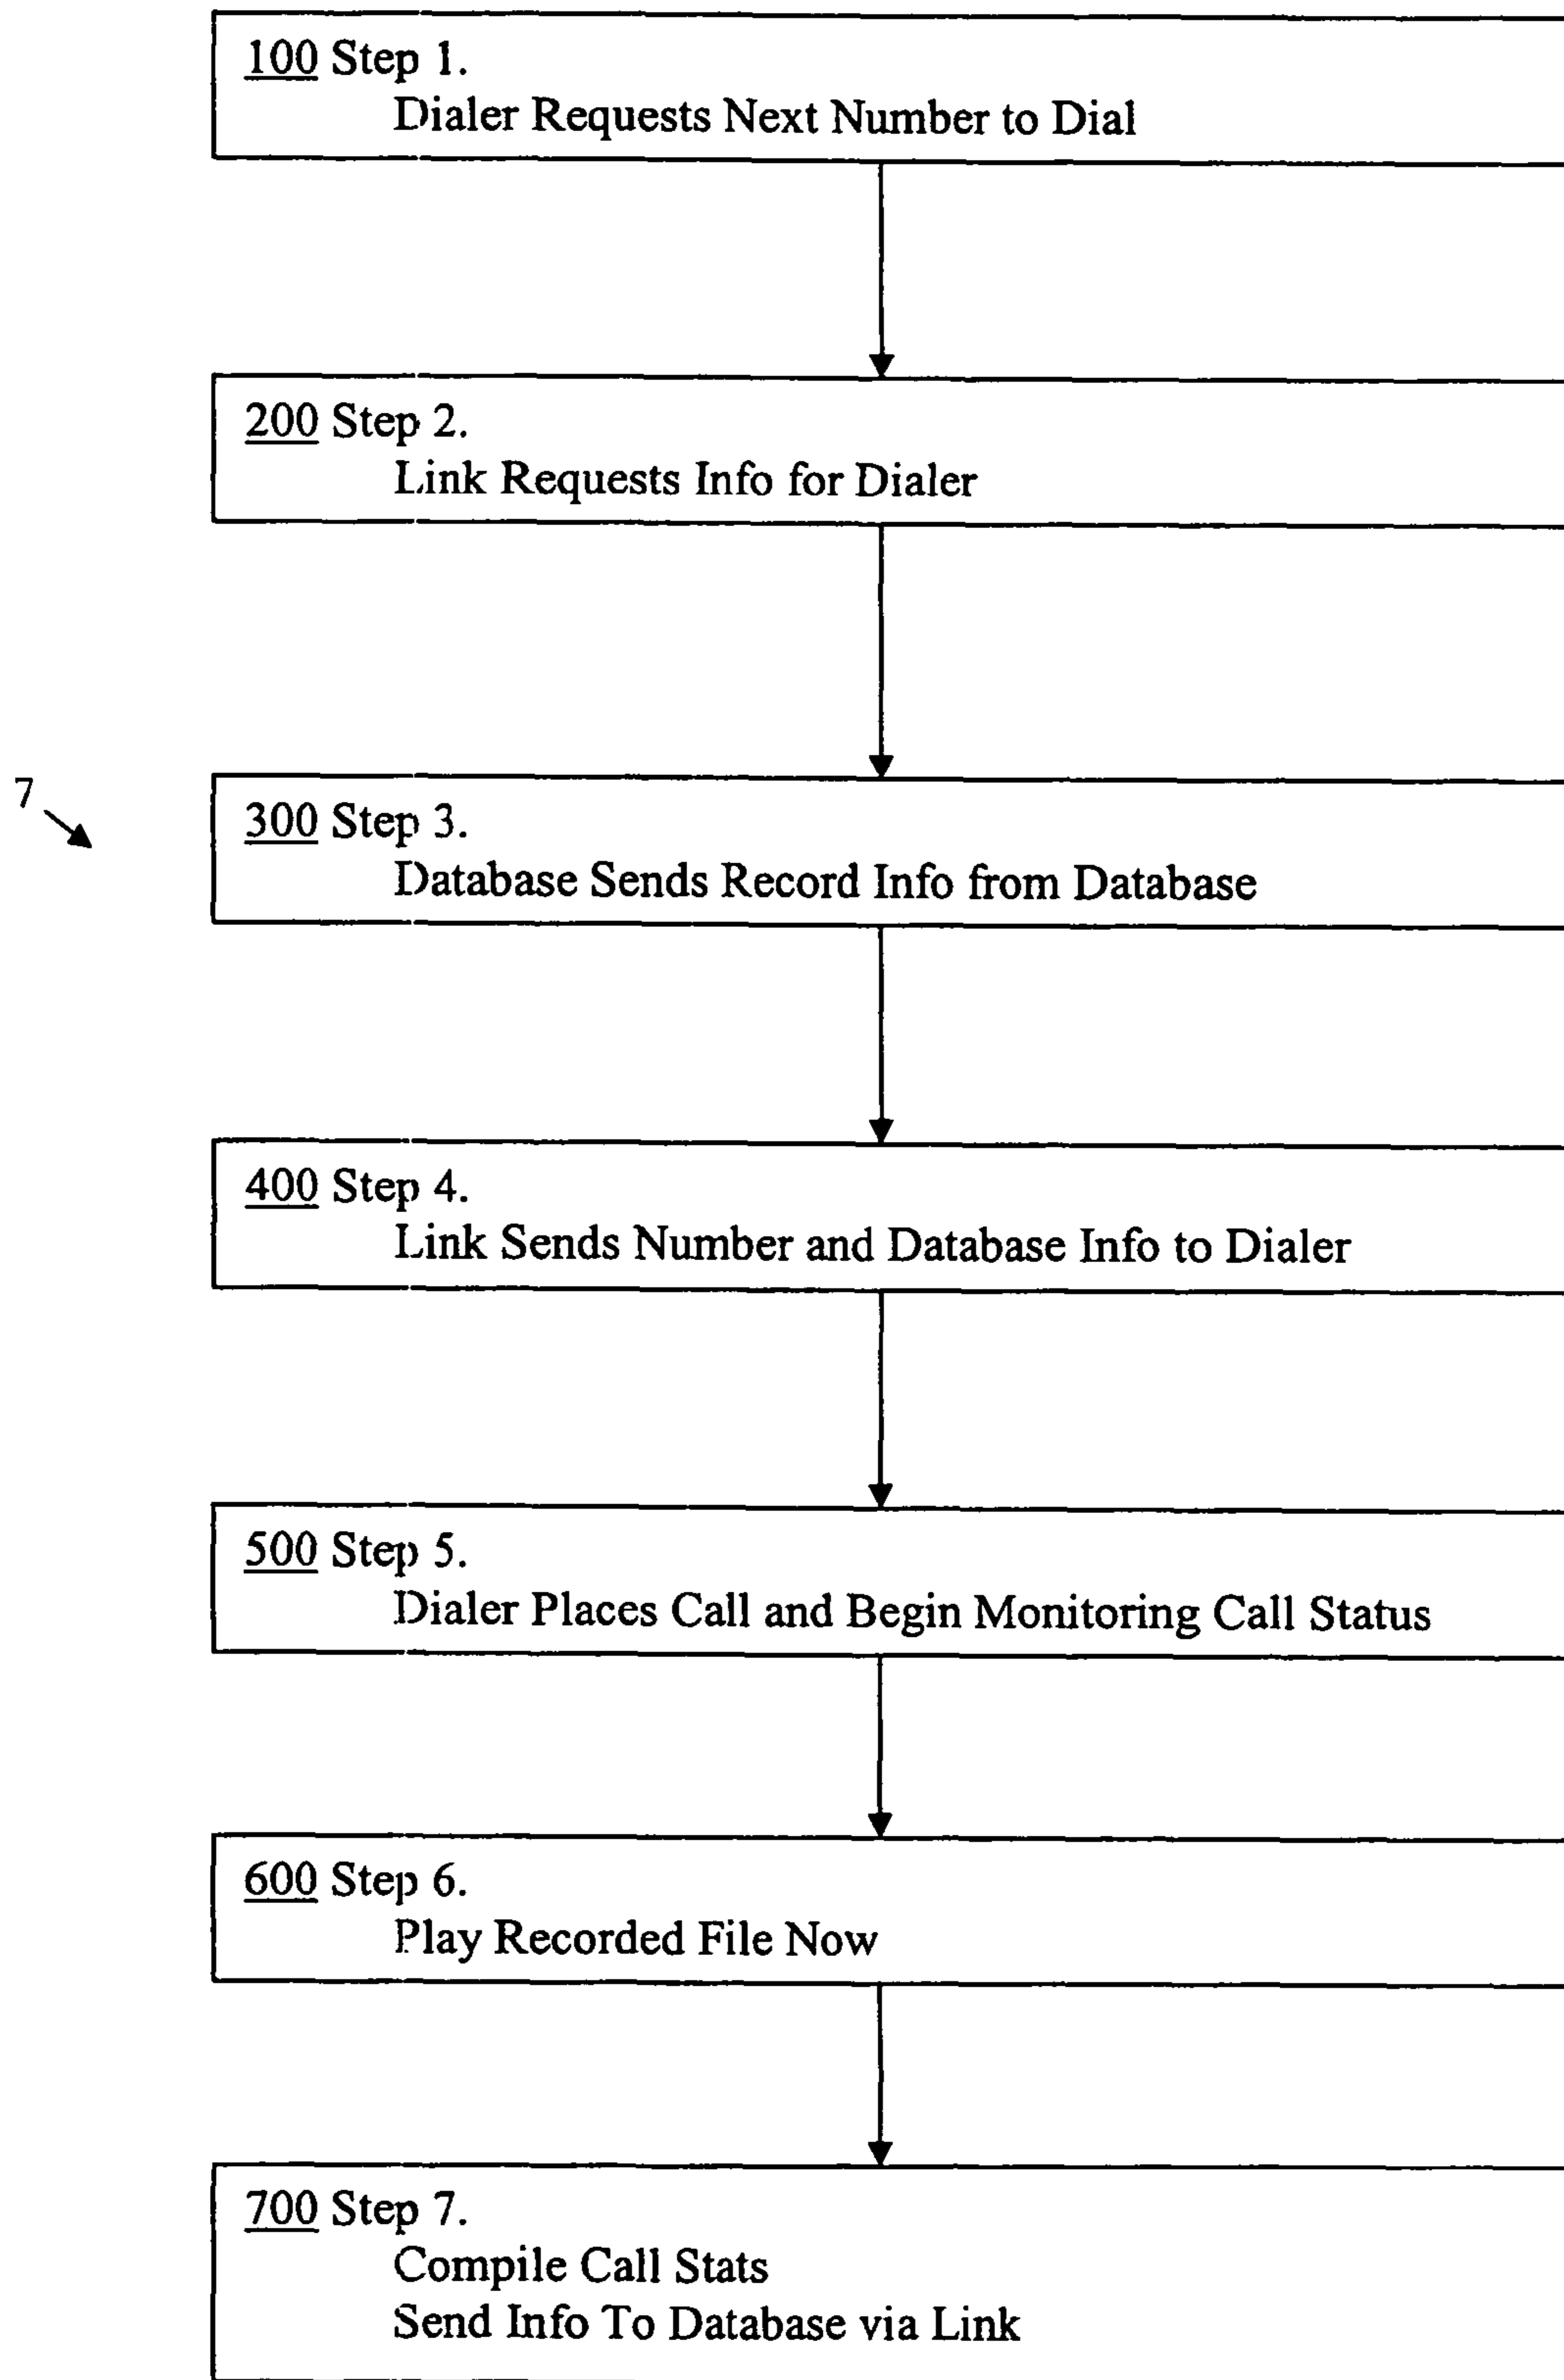 100 Step 1.
Dialer Requests Next Number to Dial
200 Step 2.
Link Requests Info for Dialer
7
300 Step 3.
Database Sends Record Info from Database
400 Step 4.
Link Sends Number and Database Info to Dialer
500 Step 5.
Dialer Places Call and Begin Monitoring Call Status
600 Step 6.
Play Recorded File Now
700 Step 7.
Compile Call Stats
Send Info To Database via Link